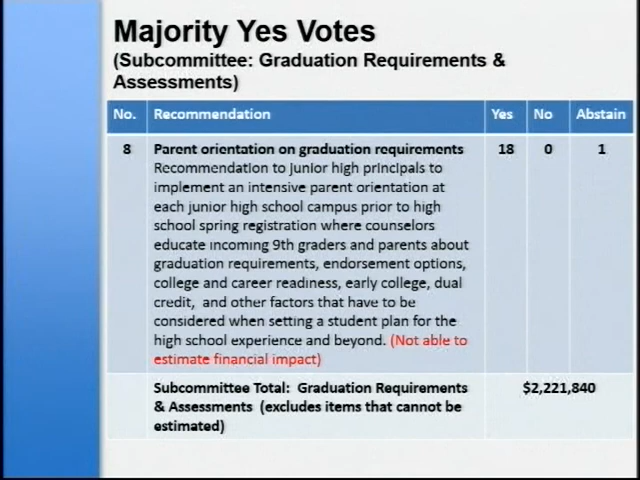 Majority Yes Votes
(Subcommittee: Graduation Requirements &
Assessments)
No. Recommendation Yes No Abstain
8 Parent orientation on graduation requirements 18 0 1
Recommendation to junior high principals to
implement an intensive parent orientation at
each junior high school campus prior to high
school spring registration where counselors
educate incoming 9th graders and parents about
graduation requirements, endorsement options,
college and career readiness, early college, dual
credit, and other factors that have to be
considered when setting a student plan for the
high school experience and beyond. (Not able to
estimate financial impact)
Subcommittee Total: Graduation Requirements $2,221,840
& Assessments (excludes items that cannot be
estimated)